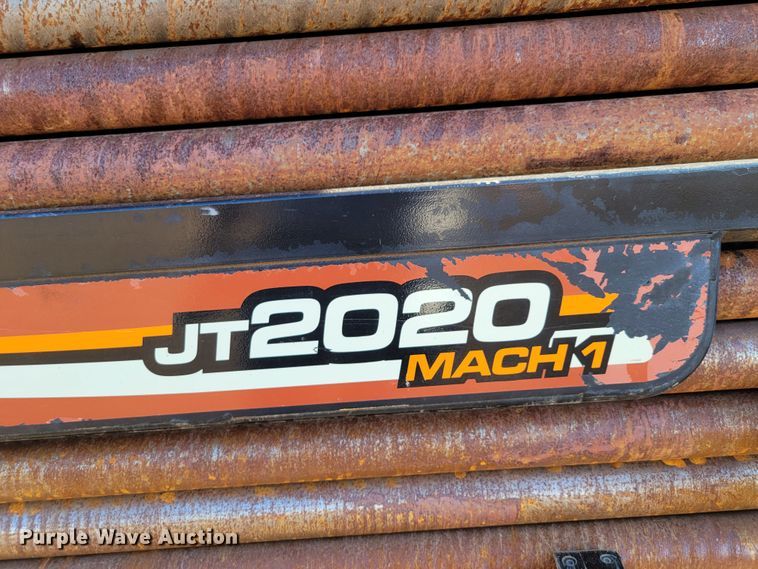 JT2020
MACH 1
Purple Wave Auction